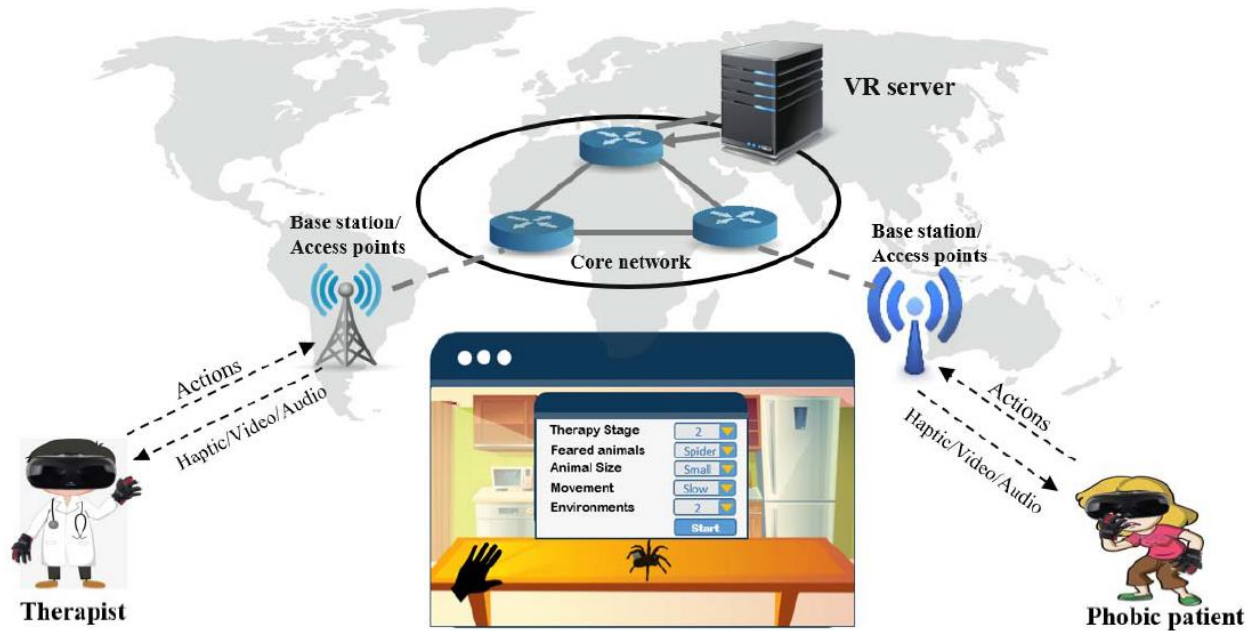 VR server
Base station/
Access points
Core network
Base station/
Access points
Actions
Haptic/Video/Audio
Actions
Haptic/Video/Audio
Therapy Stage 2
Feared animals Spider
Animal Size Small
Movement Slow
Environments 2
Start
Therapist
Phobic patient